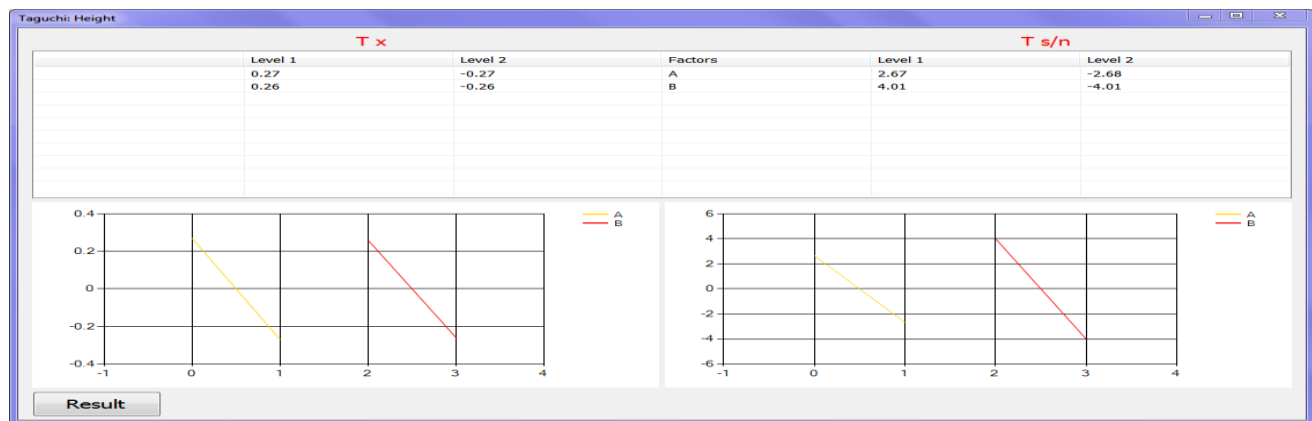 Taguchi: Height
T x T s/n
Level 1 Level 2 Factors Level 1 Level 2
0.27 -0.27 A 2.67 -2.68
0.26 -0.26 B 4.01 -4.01
0.4
0.2
0
-0.2
-0.4
-1 0 1 2 3 4
A
B
6
4
2
0
-2
-4
-6
-1 0 1 2 3 4
A
B
Result